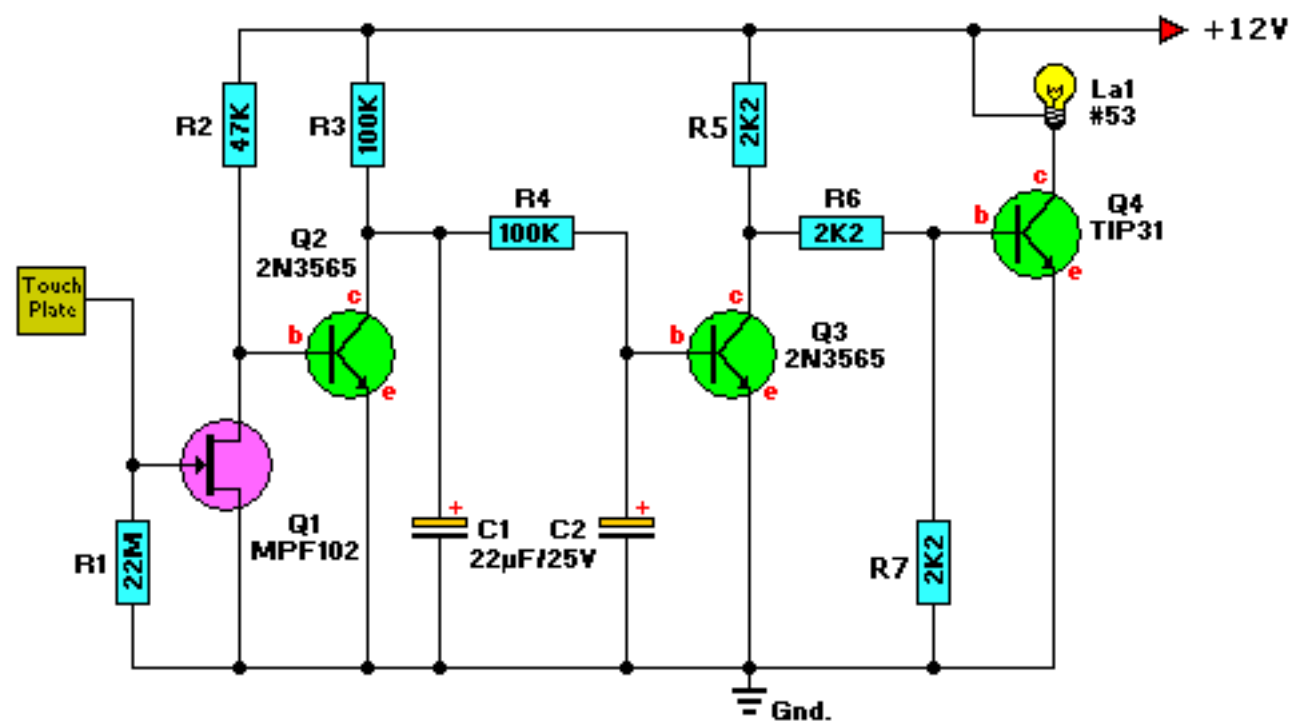 +12V
La1
#53
R2
47K
R3
100K
R5
2K2
R4
100K
R6
2K2
c
b
Q4
TIP31
e
Q2
2N3565
Touch
Plate
c
b
e
c
b
Q3
2N3565
e
Q1
MPF102
R1
22M
+
C1
C2
+
22µF/25V
R7
2K2
Gnd.